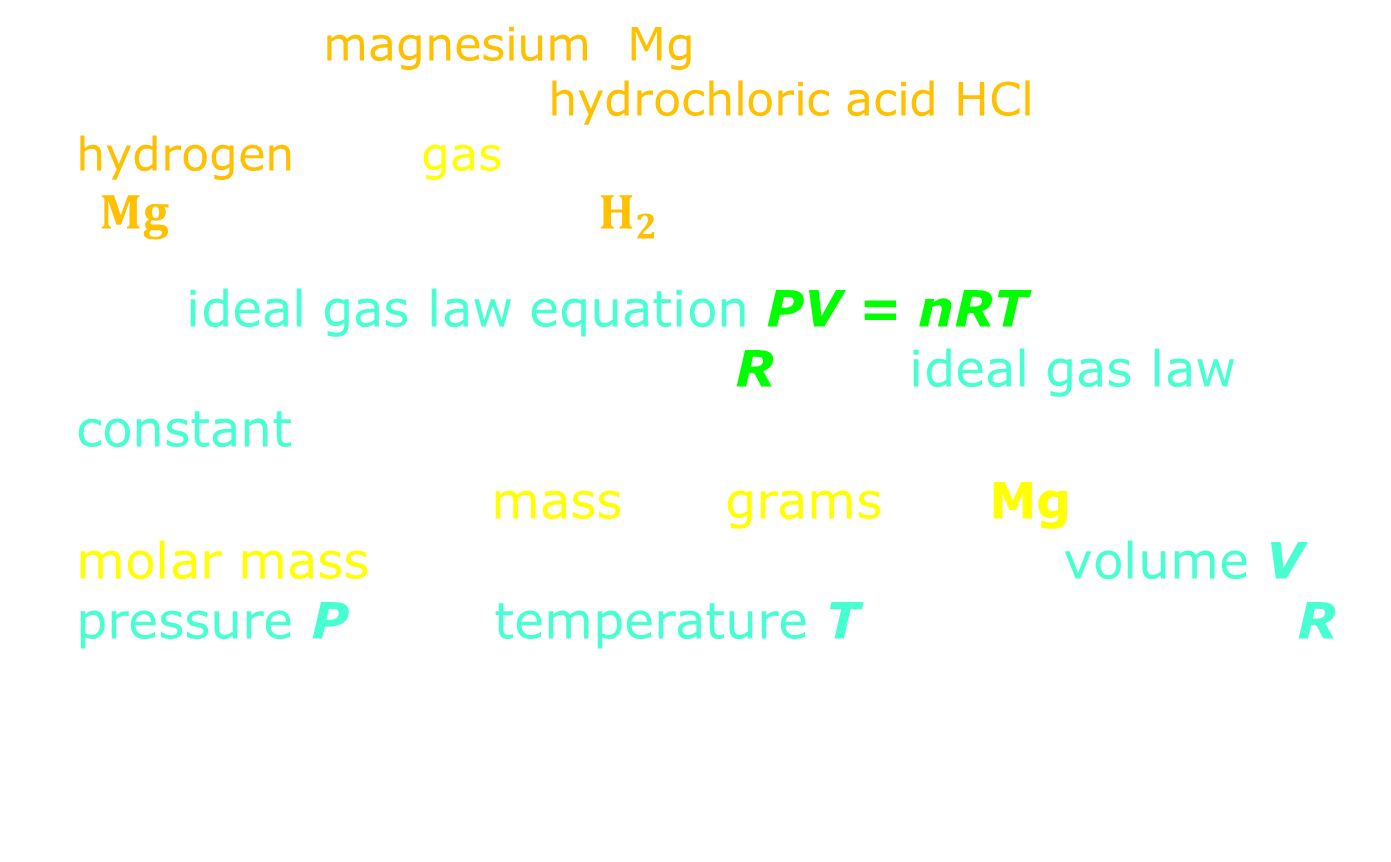 magnesium Mg
hydrochloric acid HCl
hydrogen gas
Mg H₂
ideal gas law equation PV = nRT
R ideal gas law
constant
mass grams Mg
molar mass volume V
pressure P temperature T R